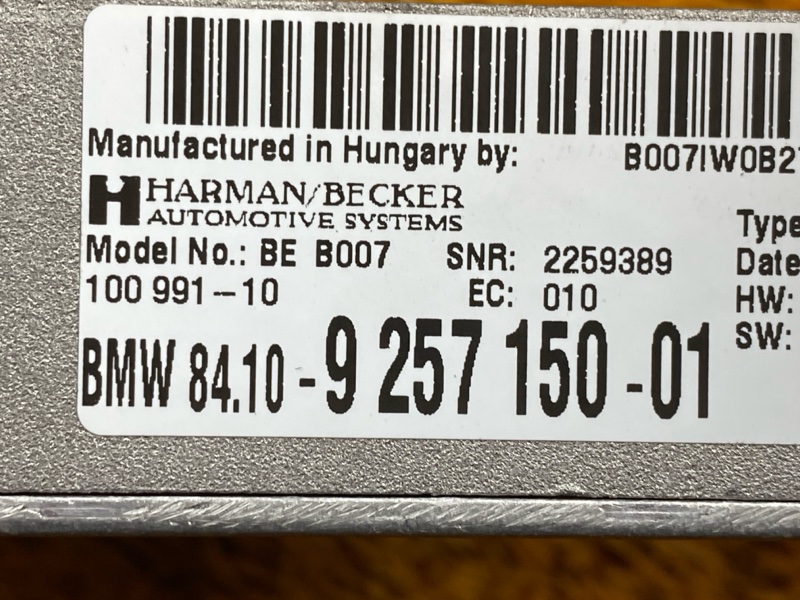 Manufactured in Hungary by: B007IW0B2
HARMAN/BECKER
AUTOMOTIVE SYSTEMS
Type
Model No.: BE B007 SNR: 2259389 Date
100 991-10 EC: 010 HW:
SW:
BMW 84.10-9 257 150-01